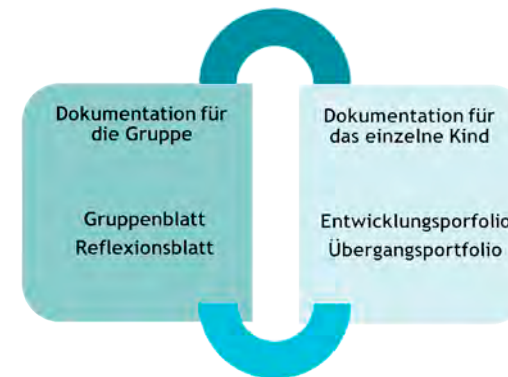 Dokumentation für
die Gruppe
Gruppenblatt
Reflexionsblatt
Dokumentation für
das einzelne Kind
Entwicklungsporfolio
Übergangsportfolio